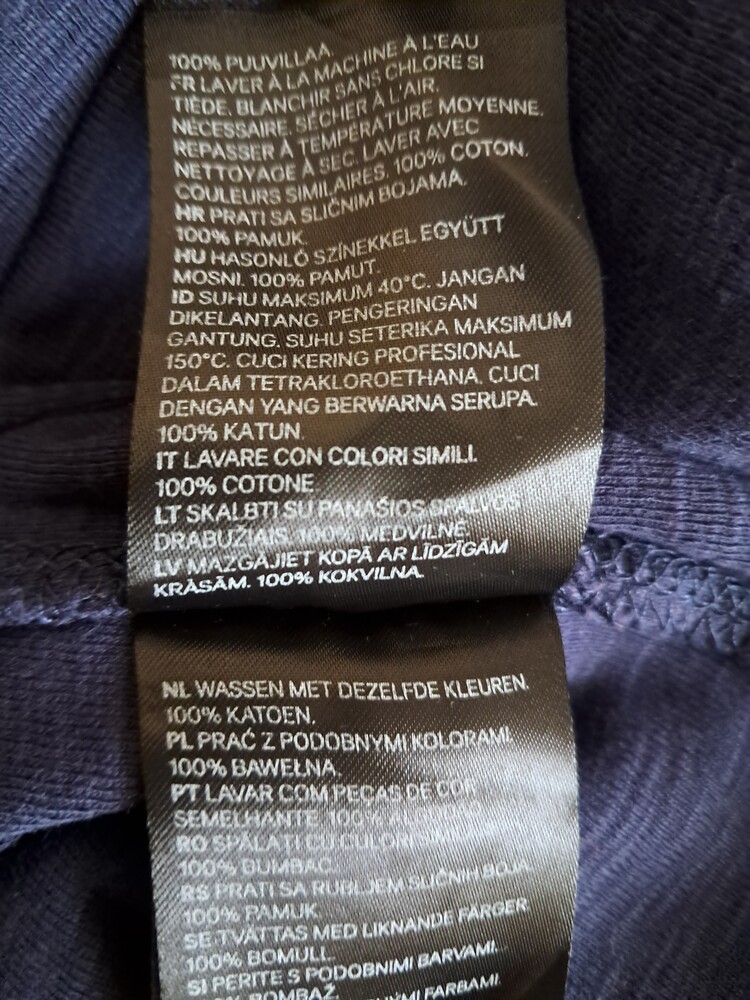 100% PUUVILLAA.
FR LAVER À LA MACHINE À L'EAU
TIÈDE. BLANCHIR SANS CHLORE SI
NÉCESSAIRE. SÉCHER À L'AIR.
REPASSER À TEMPÉRATURE MOYENNE.
NETTOYAGE À SEC. LAVER AVEC
COULEURS SIMILAIRES. 100% COTON.
HR PRATI SA SLIČNIM BOJAMA.
100% PAMUK.
HU HASONLÓ SZÍNEKKEL EGYÜTT
MOSNI. 100% PAMUT.
ID SUHU MAKSIMUM 40°C. JANGAN
DIKELANTANG. PENGERINGAN
GANTUNG. SUHU SETERIKA MAKSIMUM
150°C. CUCI KERING PROFESIONAL
DALAM TETRAKLOROETHANA. CUCI
DENGAN YANG BERWARNA SERUPA.
100% KATUN.
IT LAVARE CON COLORI SIMILI.
100% COTONE
LT SKALBTI SU PANAŠIOS SPALVOS
DRABUŽIAIS. 100% MEDVILNĖ
LV MAZGĀJIET KOPĀ AR LĪDZĪGĀM
KRĀSĀM. 100% KOKVILNA.
NL WASSEN MET DEZELFDE KLEUREN.
100% KATOEN.
PL PRAĆ Z PODOBNYMI KOLORAMI.
100% BAWEŁNA.
PT LAVAR COM PEÇAS DE COR
SEMELHANTE. 100% ALGODÃO
RO SPĂLAȚI CU CULORI
100% BUMBAC.
RS PRATI SA RUBLJEM SLIČNIH BOJA.
100% PAMUK.
SE TVÄTTAS MED LIKNANDE FÄRGER
100% BOMULL.
SI PERITE S PODOBNIMI BARVAMI.
BOMBAŽ.
FARBAMI.